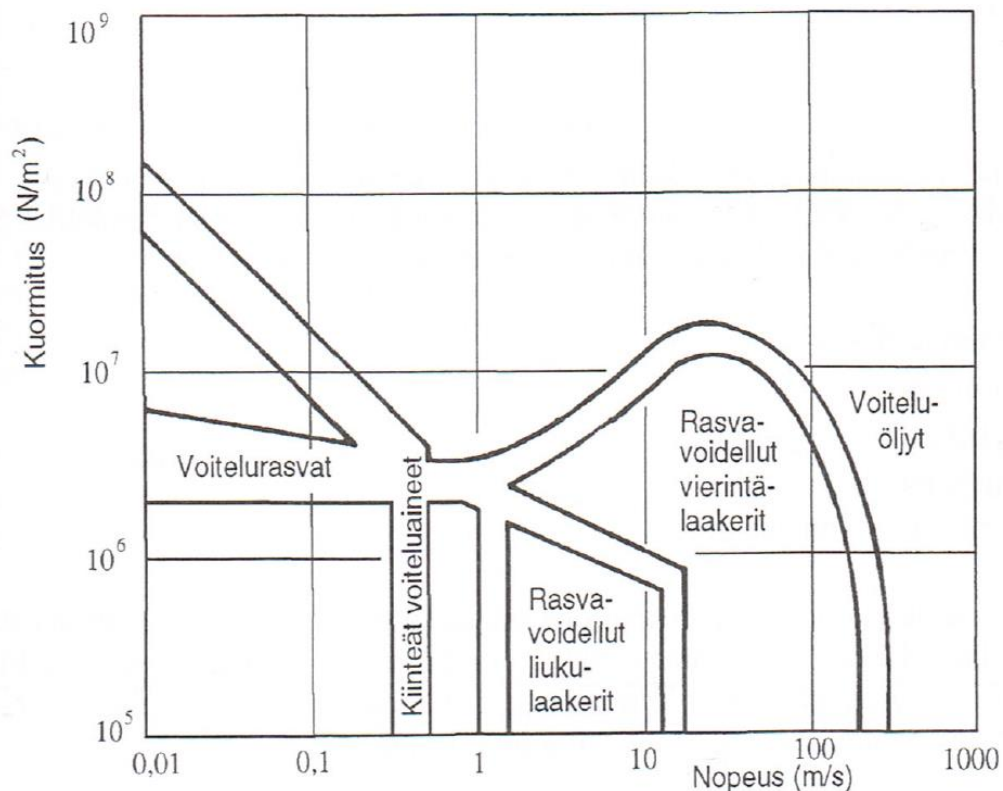 10⁹
Kuormitus (N/m²)
10⁸
10⁷
Voitelurasvat
Kiinteät voiteluaineet
Rasva-
voidellut
vierintä-
laakerit
Voitelu-
öljyt
10⁶
Rasva-
voidellut
liuku-
laakerit
10⁵
0,01
0,1
1
10
100
1000
Nopeus (m/s)